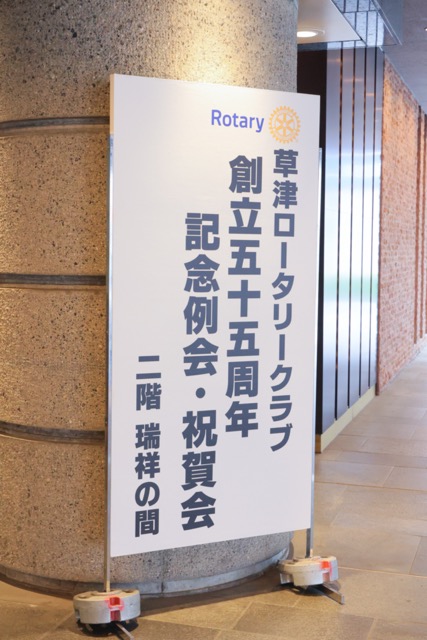 Rotary
草津ロータリークラブ
創立五十五周年
記念例会・祝賀会
二階 瑞祥の間